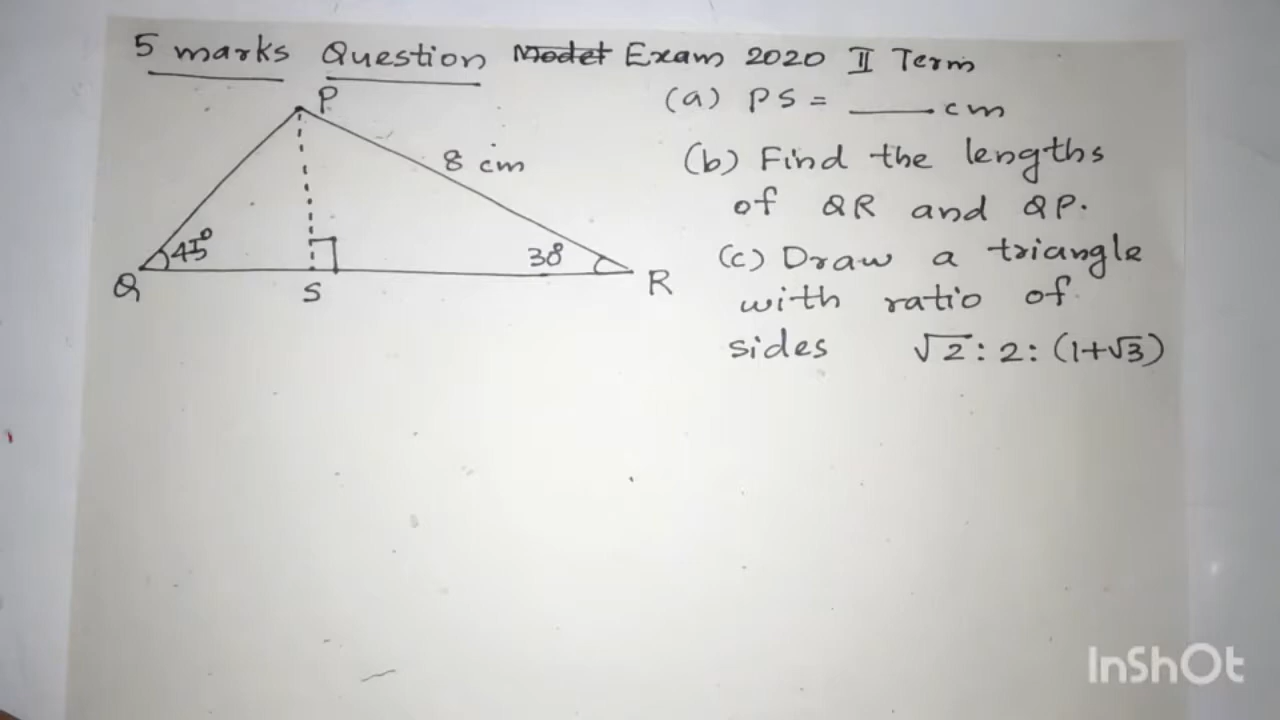 5 marks Question Model Exam 2020 II Term
P
(a) PS = ____ cm
8 cm
(b) Find the lengths
of QR and QP.
45°
30°
(c) Draw a triangle
Q
S
R
with ratio of
sides √2 : 2 : (1+√3)
InShOt